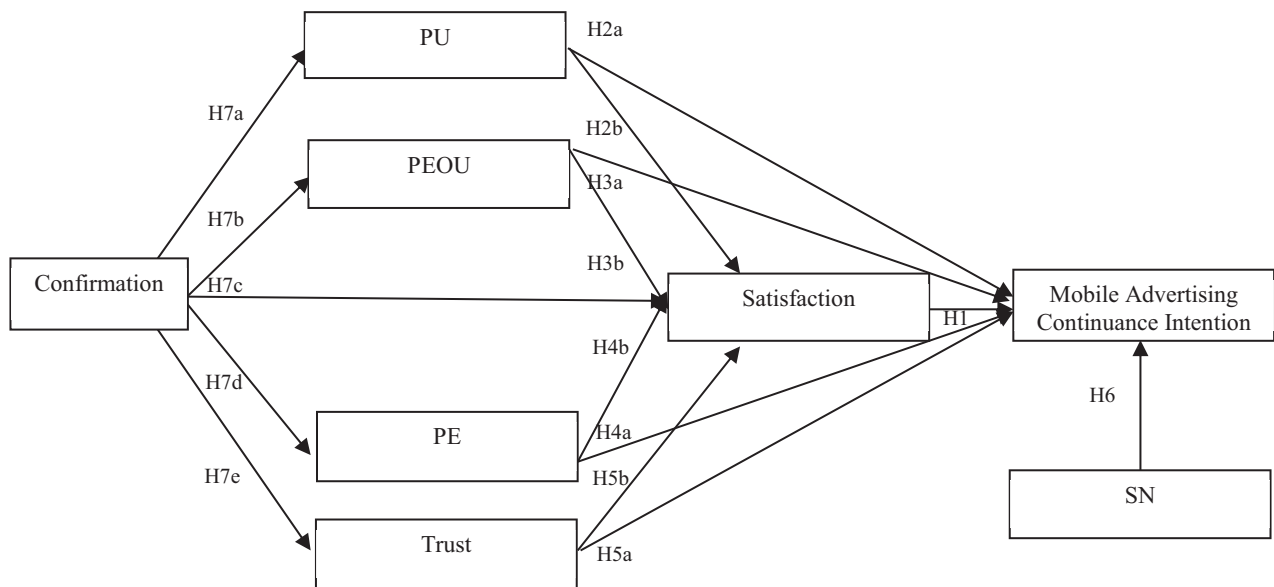 PU
H2a
H7a
H2b
PEOU
H3a
H7b
H3b
Confirmation
H7c
Satisfaction
H1
Mobile Advertising
Continuance Intention
H4b
H7d
H6
PE
H4a
H7e
H5b
SN
Trust
H5a